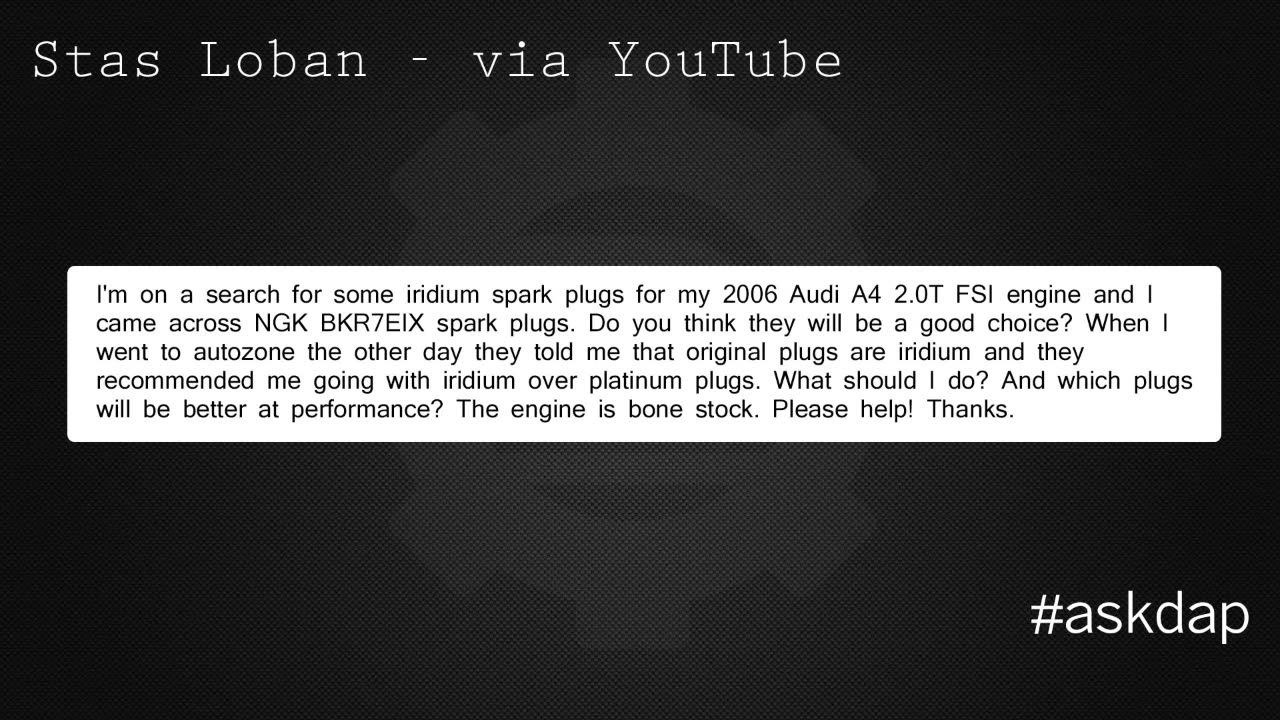 Stas Loban - via YouTube
I'm on a search for some iridium spark plugs for my 2006 Audi A4 2.0T FSI engine and I
came across NGK BKR7EIX spark plugs. Do you think they will be a good choice? When I
went to autozone the other day they told me that original plugs are iridium and they
recommended me going with iridium over platinum plugs. What should I do? And which plugs
will be better at performance? The engine is bone stock. Please help! Thanks.
#askdap